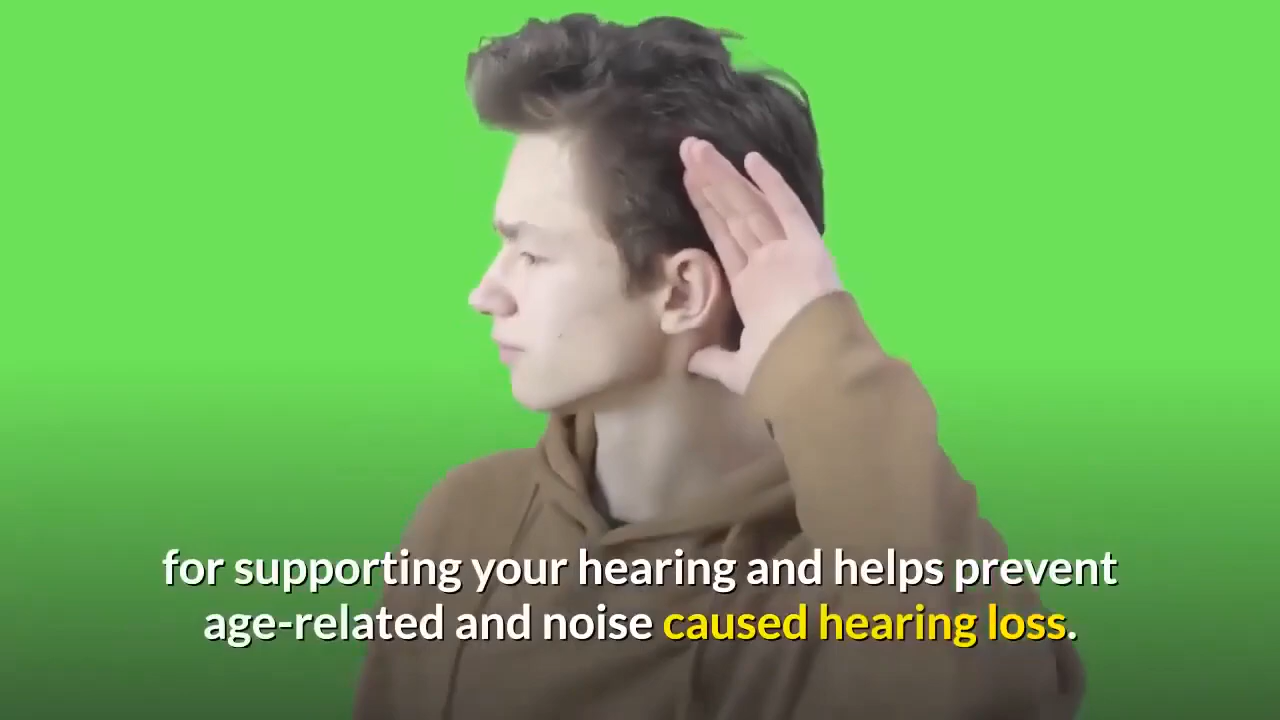 for supporting your hearing and helps prevent
age-related and noise caused hearing loss.